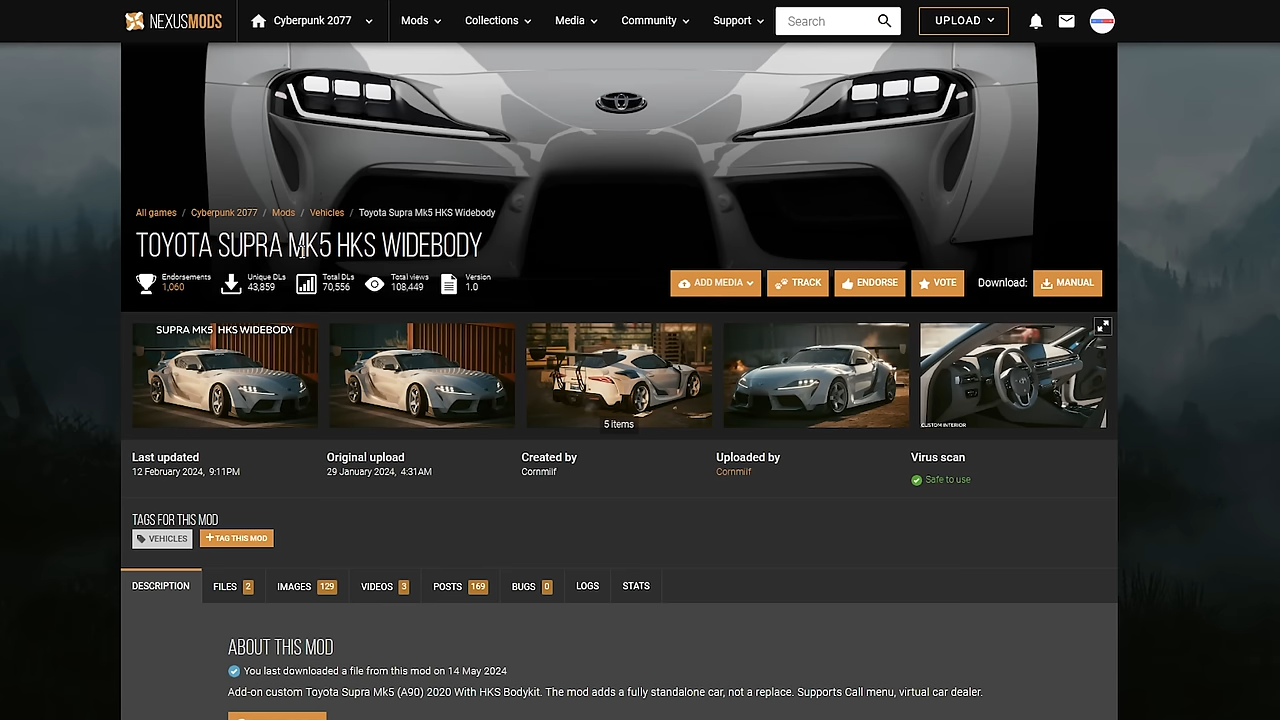 NEXUSMODS
Cyberpunk 2077
Mods
Collections
Media
Community
Support
Search
UPLOAD
All games / Cyberpunk 2077 / Mods / Vehicles / Toyota Supra Mk5 HKS Widebody
TOYOTA SUPRA MK5 HKS WIDEBODY
Endorsements
1,060
Unique DLs
43,859
Total DLs
70,556
Total views
108,449
Version
1.0
ADD MEDIA
TRACK
ENDORSE
VOTE
Download:
MANUAL
SUPRA MK5 HKS WIDEBODY
5 items
CUSTOM INTERIOR
Last updated
12 February 2024, 9:11PM
Original upload
29 January 2024, 4:31AM
Created by
Cornmilf
Uploaded by
Cornmilf
Virus scan
Safe to use
TAGS FOR THIS MOD
VEHICLES
+ TAG THIS MOD
DESCRIPTION
FILES 2
IMAGES 129
VIDEOS 3
POSTS 169
BUGS 0
LOGS
STATS
ABOUT THIS MOD
You last downloaded a file from this mod on 14 May 2024
Add-on custom Toyota Supra Mk5 (A90) 2020 With HKS Bodykit. The mod adds a fully standalone car, not a replace. Supports Call menu, virtual car dealer.